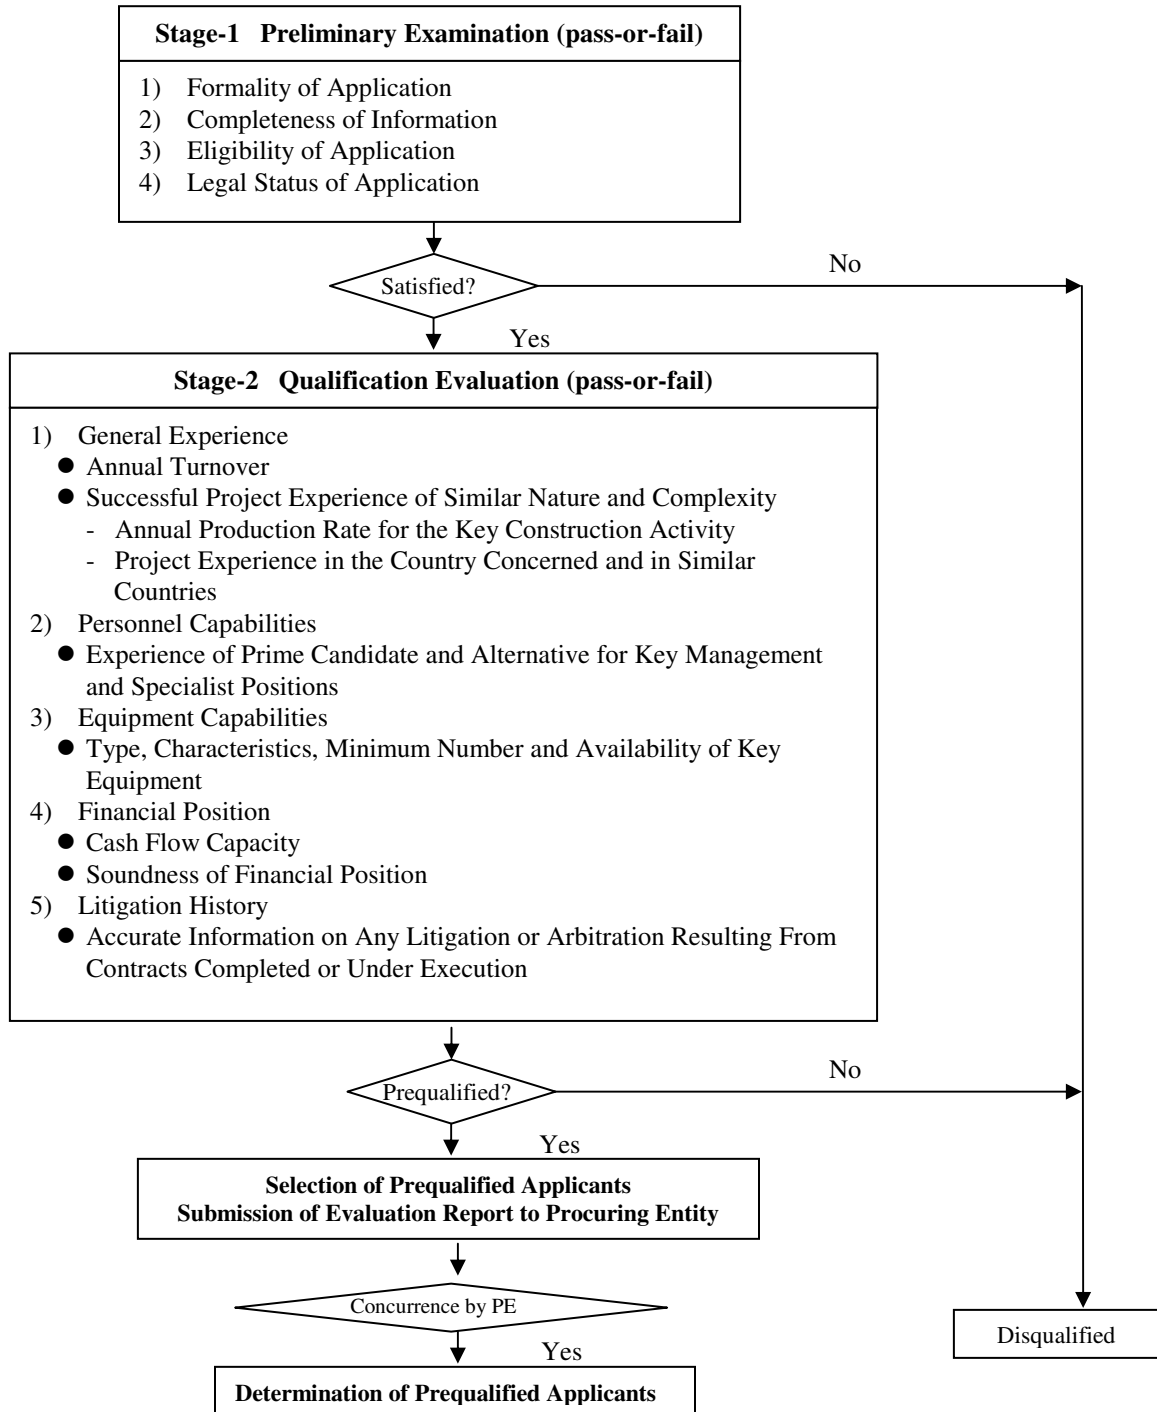 Stage-1 Preliminary Examination (pass-or-fail)
1) Formality of Application
2) Completeness of Information
3) Eligibility of Application
4) Legal Status of Application
Satisfied?
No
Yes
Stage-2 Qualification Evaluation (pass-or-fail)
1) General Experience
● Annual Turnover
● Successful Project Experience of Similar Nature and Complexity
- Annual Production Rate for the Key Construction Activity
- Project Experience in the Country Concerned and in Similar
Countries
2) Personnel Capabilities
● Experience of Prime Candidate and Alternative for Key Management
and Specialist Positions
3) Equipment Capabilities
● Type, Characteristics, Minimum Number and Availability of Key
Equipment
4) Financial Position
● Cash Flow Capacity
● Soundness of Financial Position
5) Litigation History
● Accurate Information on Any Litigation or Arbitration Resulting From
Contracts Completed or Under Execution
Prequalified?
No
Yes
Selection of Prequalified Applicants
Submission of Evaluation Report to Procuring Entity
Concurrence by PE
Disqualified
Yes
Determination of Prequalified Applicants